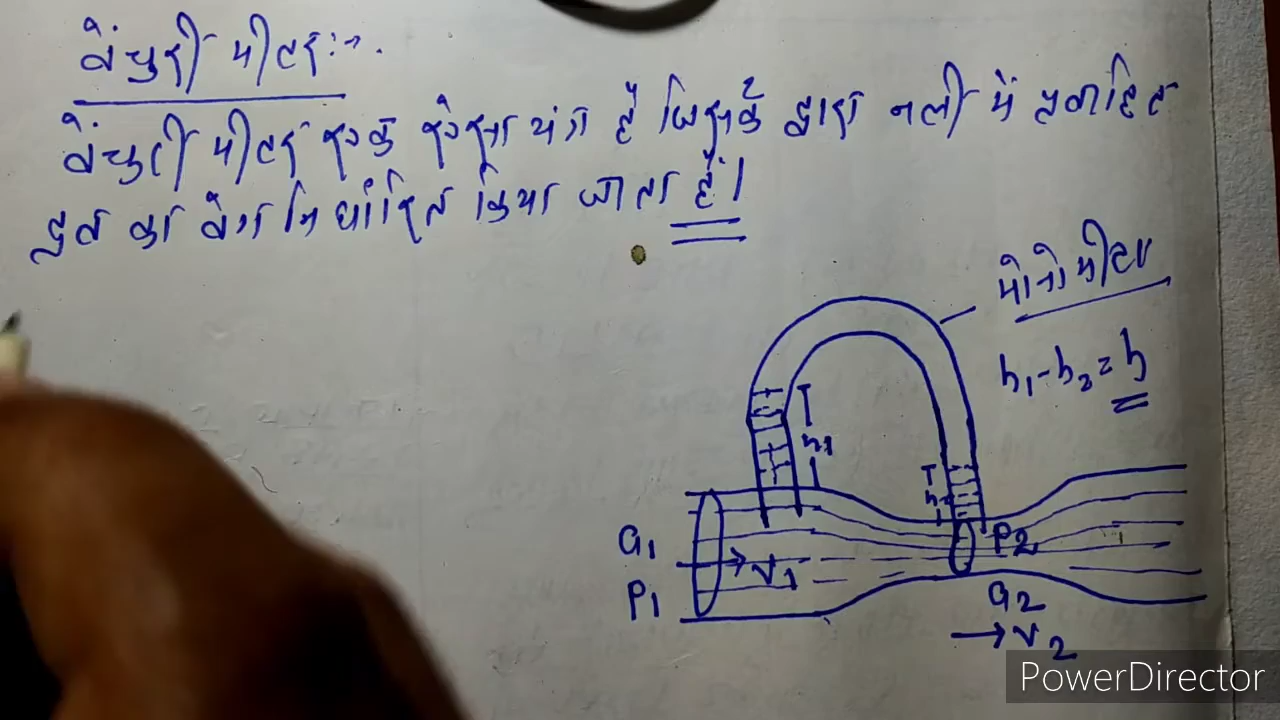 वेंचुरी मीटर :→.
वेंचुरी मीटर एक ऐसा यंत्र है जिसके द्वारा नली में प्रवाहित
द्रव का वेग निर्धारित किया जाता है।
मोनो मीटर
h₁-h₂=h
h₁
a₁
P₁
v₁
P₂
a₂
→v₂
PowerDirector